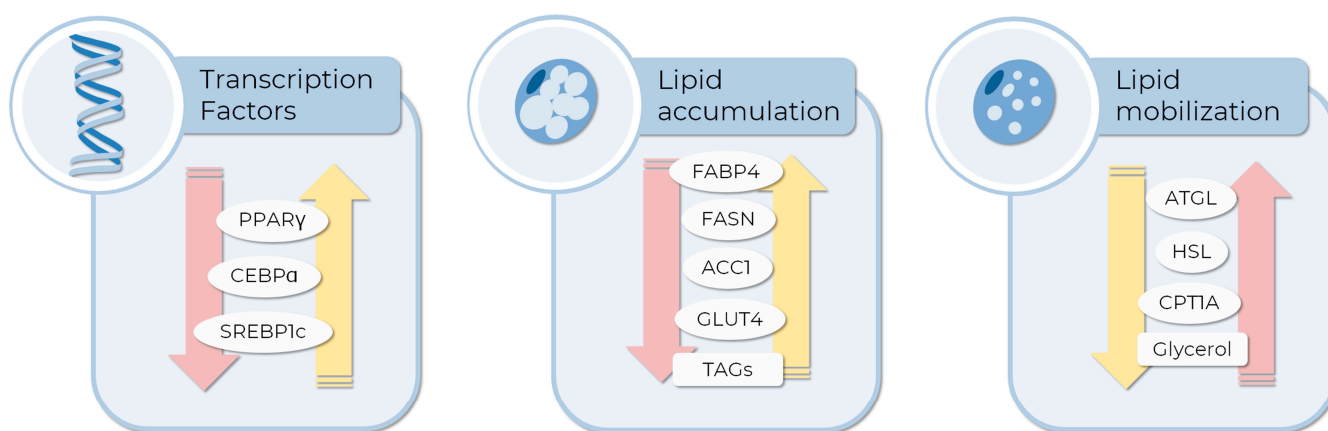 Transcription
Factors
PPARγ
CEBPα
SREBP1c
Lipid
accumulation
FABP4
FASN
ACC1
GLUT4
TAGs
Lipid
mobilization
ATGL
HSL
CPT1A
Glycerol